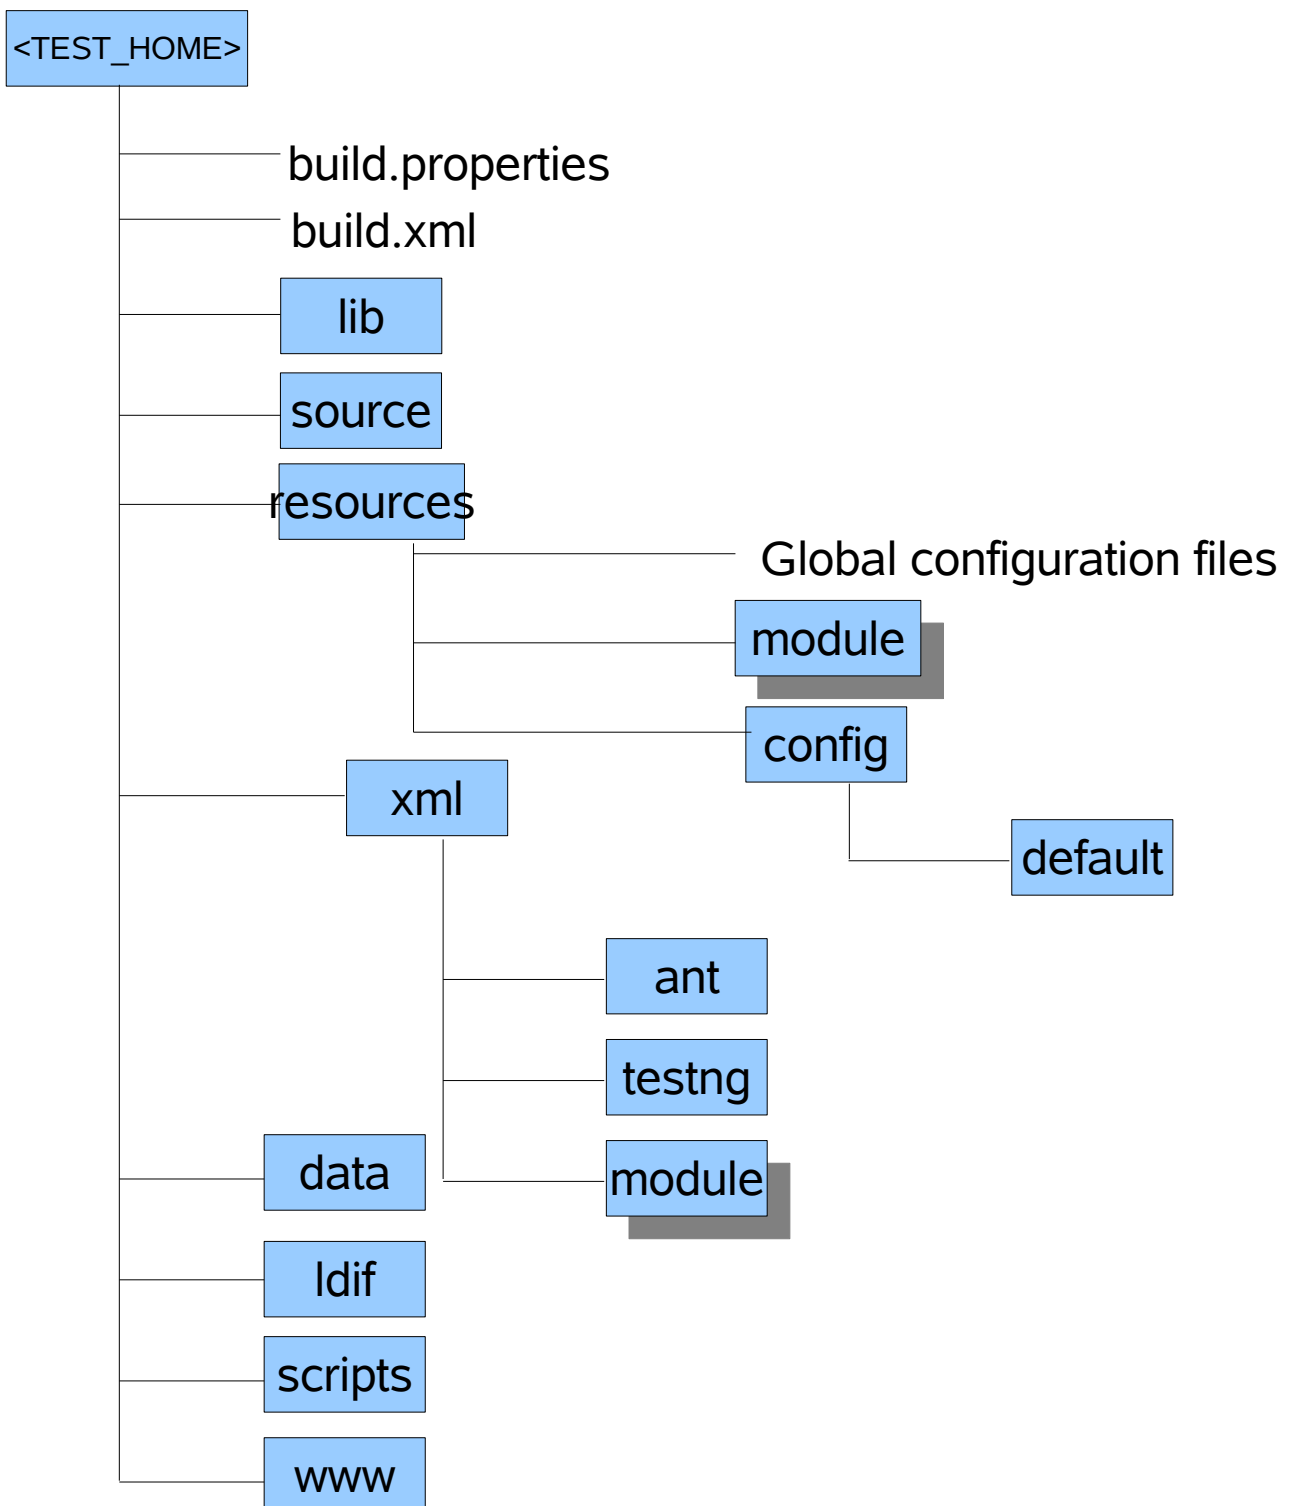 <TEST_HOME>
build.properties
build.xml
lib
source
resources
Global configuration files
module
config
xml
default
ant
testng
data
module
ldif
scripts
www